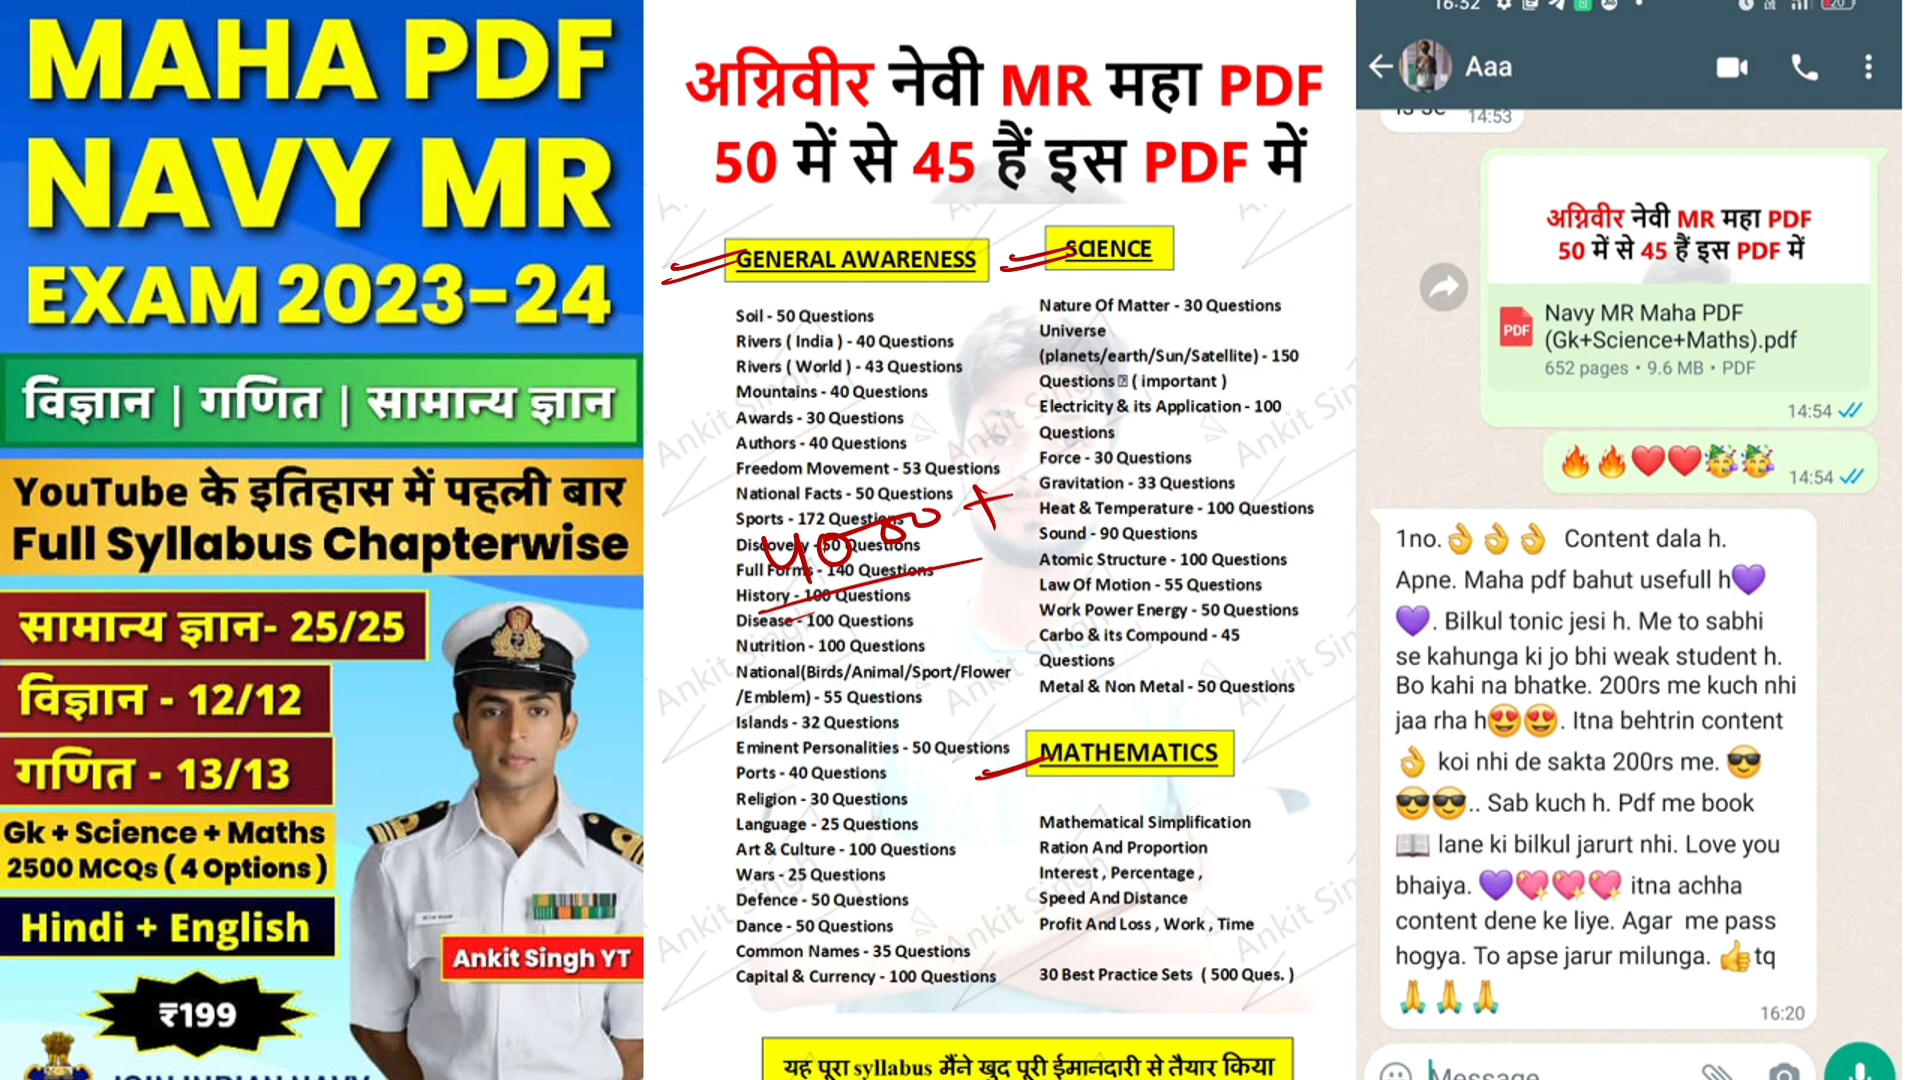 MAHA PDF
NAVY MR
EXAM 2023-24
विज्ञान | गणित | सामान्य ज्ञान
YouTube के इतिहास में पहली बार
Full Syllabus Chapterwise
सामान्य ज्ञान- 25/25
विज्ञान - 12/12
गणित - 13/13
Gk + Science + Maths
2500 MCQs ( 4 Options )
Hindi + English
Ankit Singh YT
₹199
JOIN INDIAN NAVY
अग्निवीर नेवी MR महा PDF
50 में से 45 हैं इस PDF में
GENERAL AWARENESS
Soil - 50 Questions
Rivers ( India ) - 40 Questions
Rivers ( World ) - 43 Questions
Mountains - 40 Questions
Awards - 30 Questions
Authors - 40 Questions
Freedom Movement - 53 Questions
National Facts - 50 Questions
Sports - 172 Questions
Discovery - 50 Questions
Full Forms - 140 Questions
History - 100 Questions
Disease - 100 Questions
Nutrition - 100 Questions
National(Birds/Animal/Sport/Flower
/Emblem) - 55 Questions
Islands - 32 Questions
Eminent Personalities - 50 Questions
Ports - 40 Questions
Religion - 30 Questions
Language - 25 Questions
Art & Culture - 100 Questions
Wars - 25 Questions
Defence - 50 Questions
Dance - 50 Questions
Common Names - 35 Questions
Capital & Currency - 100 Questions
4000+
SCIENCE
Nature Of Matter - 30 Questions
Universe
(planets/earth/Sun/Satellite) - 150
Questions ( important )
Electricity & its Application - 100
Questions
Force - 30 Questions
Gravitation - 33 Questions
Heat & Temperature - 100 Questions
Sound - 90 Questions
Atomic Structure - 100 Questions
Law Of Motion - 55 Questions
Work Power Energy - 50 Questions
Carbo & its Compound - 45
Questions
Metal & Non Metal - 50 Questions
MATHEMATICS
Mathematical Simplification
Ration And Proportion
Interest , Percentage ,
Speed And Distance
Profit And Loss , Work , Time
30 Best Practice Sets ( 500 Ques. )
यह पूरा syllabus मैंने खुद पूरी ईमानदारी से तैयार किया
Ankit Singh
16:52
20
Aaa
14:53
अग्निवीर नेवी MR महा PDF
50 में से 45 हैं इस PDF में
PDF
Navy MR Maha PDF
(Gk+Science+Maths).pdf
652 pages • 9.6 MB • PDF
14:54
🔥🔥❤️❤️🥳🥳
14:54
1no.👌👌👌 Content dala h.
Apne. Maha pdf bahut usefull h💜
💜. Bilkul tonic jesi h. Me to sabhi
se kahunga ki jo bhi weak student h.
Bo kahi na bhatke. 200rs me kuch nhi
jaa rha h😍😍. Itna behtrin content
👌 koi nhi de sakta 200rs me. 😎
😎😎.. Sab kuch h. Pdf me book
📖 lane ki bilkul jarurt nhi. Love you
bhaiya. 💜💖💖💖 itna achha
content dene ke liye. Agar me pass
hogya. To apse jarur milunga. 👍tq
🙏🙏🙏
16:20
Message